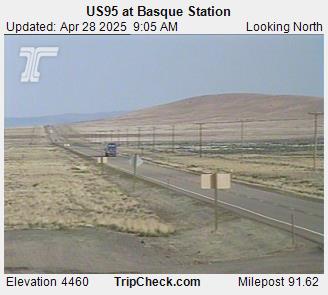 US95 at Basque Station
Updated: Apr 28 2025 9:05 AM Looking North
Elevation 4460 TripCheck.com Milepost 91.62